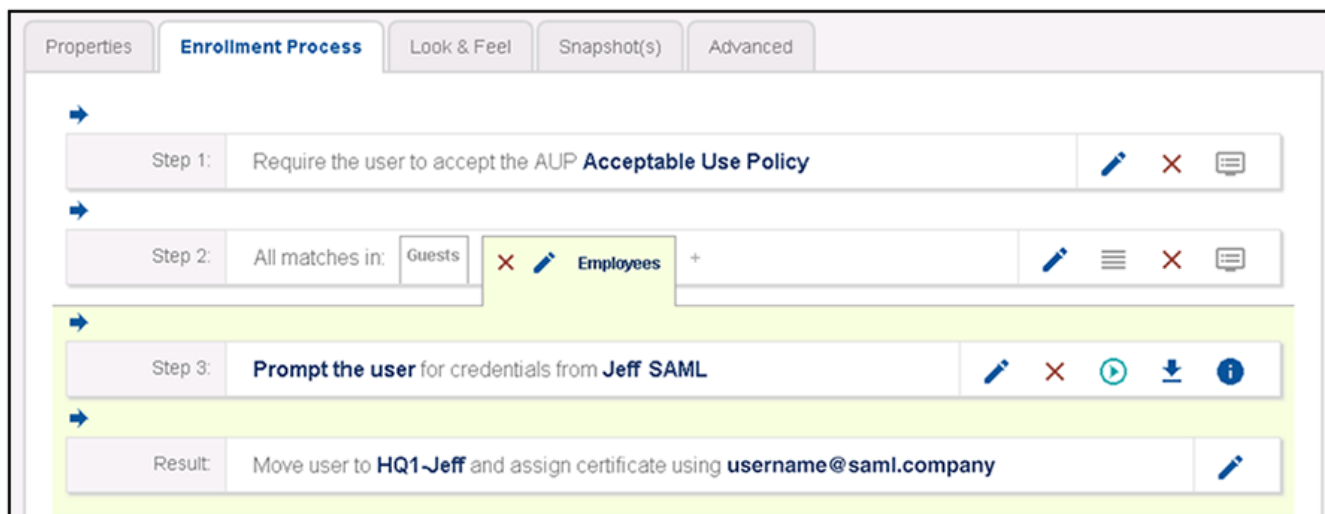 Properties Enrollment Process Look & Feel Snapshot(s) Advanced
Step 1: Require the user to accept the AUP Acceptable Use Policy
Step 2: All matches in: Guests Employees +
Step 3: Prompt the user for credentials from Jeff SAML
Result: Move user to HQ1-Jeff and assign certificate using username@saml.company